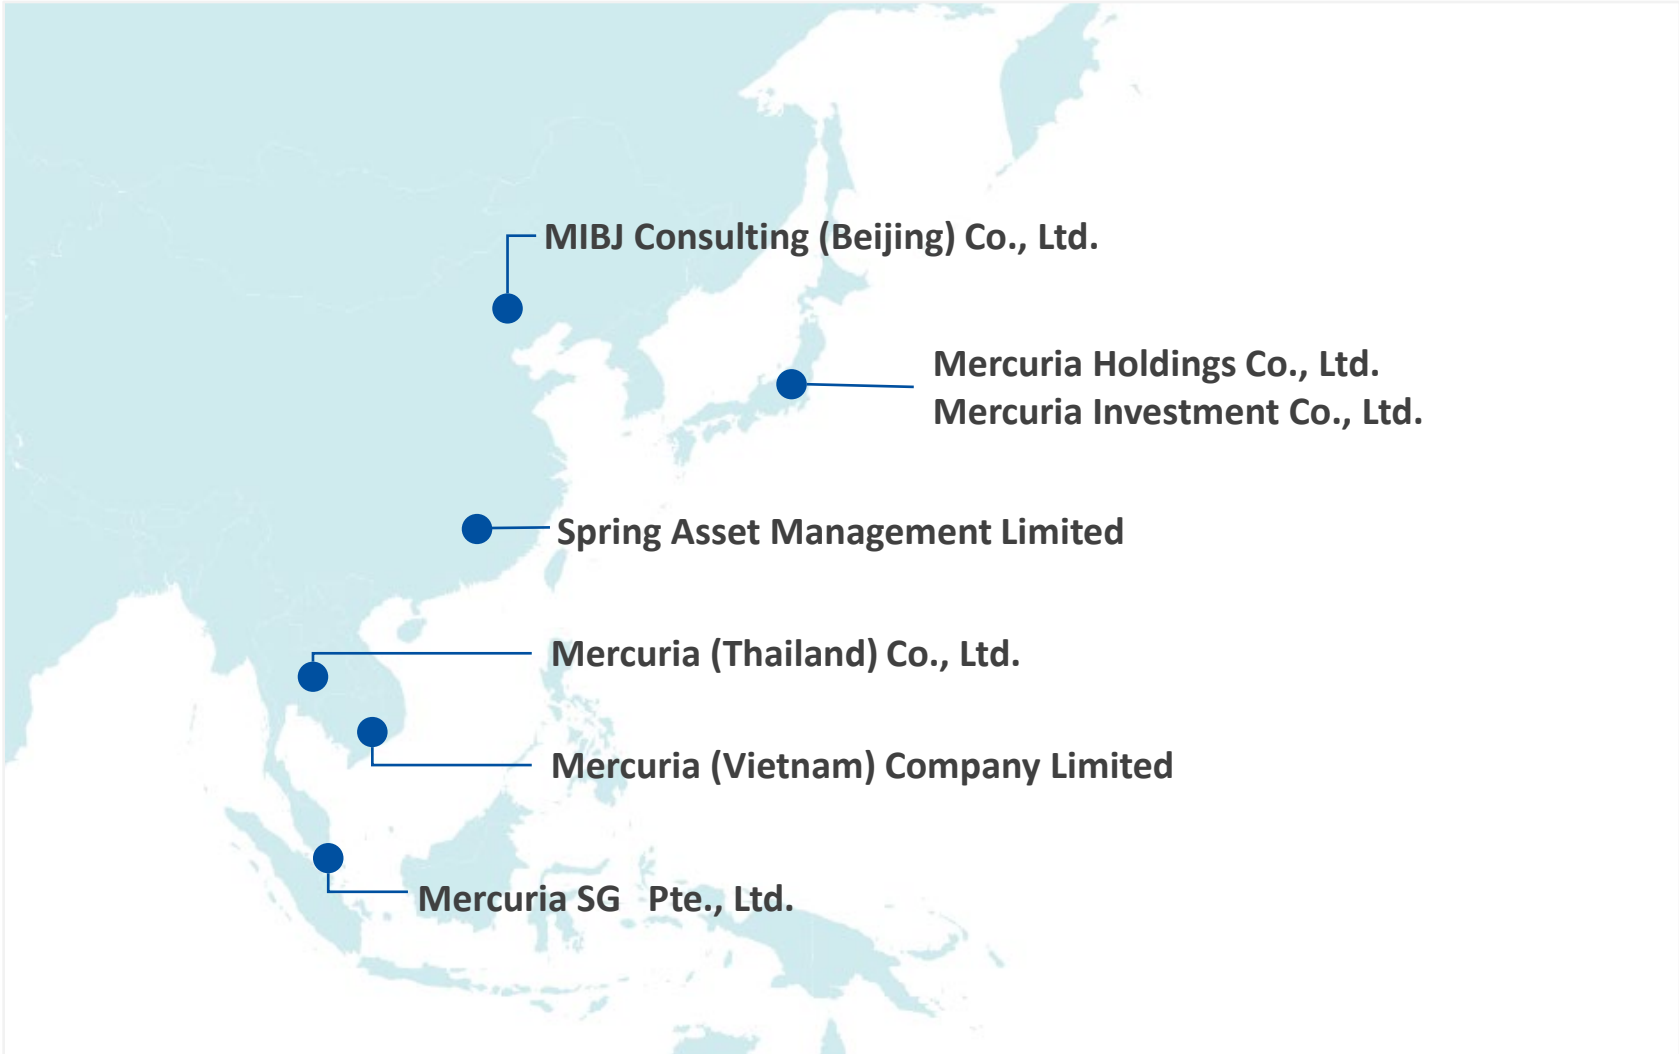 MIBJ Consulting (Beijing) Co., Ltd.
Mercuria Holdings Co., Ltd.
Mercuria Investment Co., Ltd.
Spring Asset Management Limited
Mercuria (Thailand) Co., Ltd.
Mercuria (Vietnam) Company Limited
Mercuria SG Pte., Ltd.